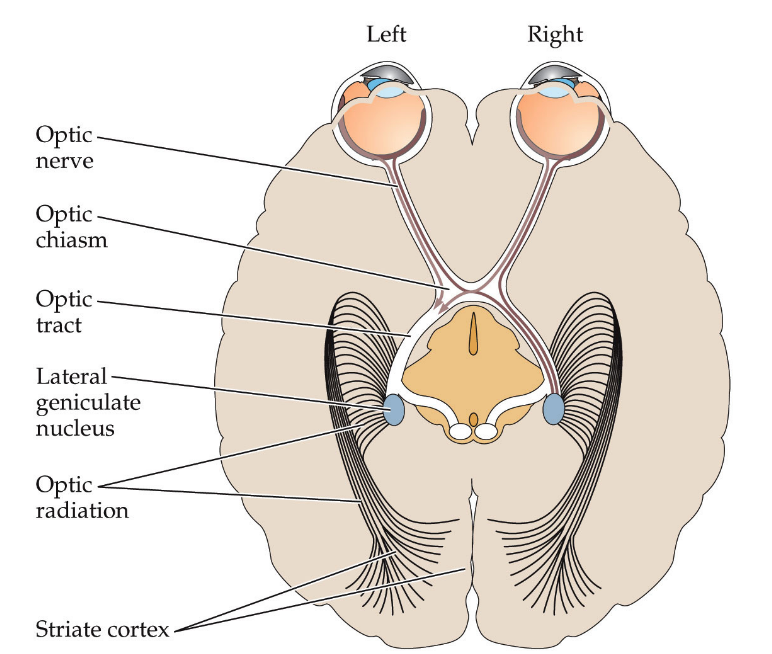 Left
Right
Optic
nerve
Optic
chiasm
Optic
tract
Lateral
geniculate
nucleus
Optic
radiation
Striate cortex